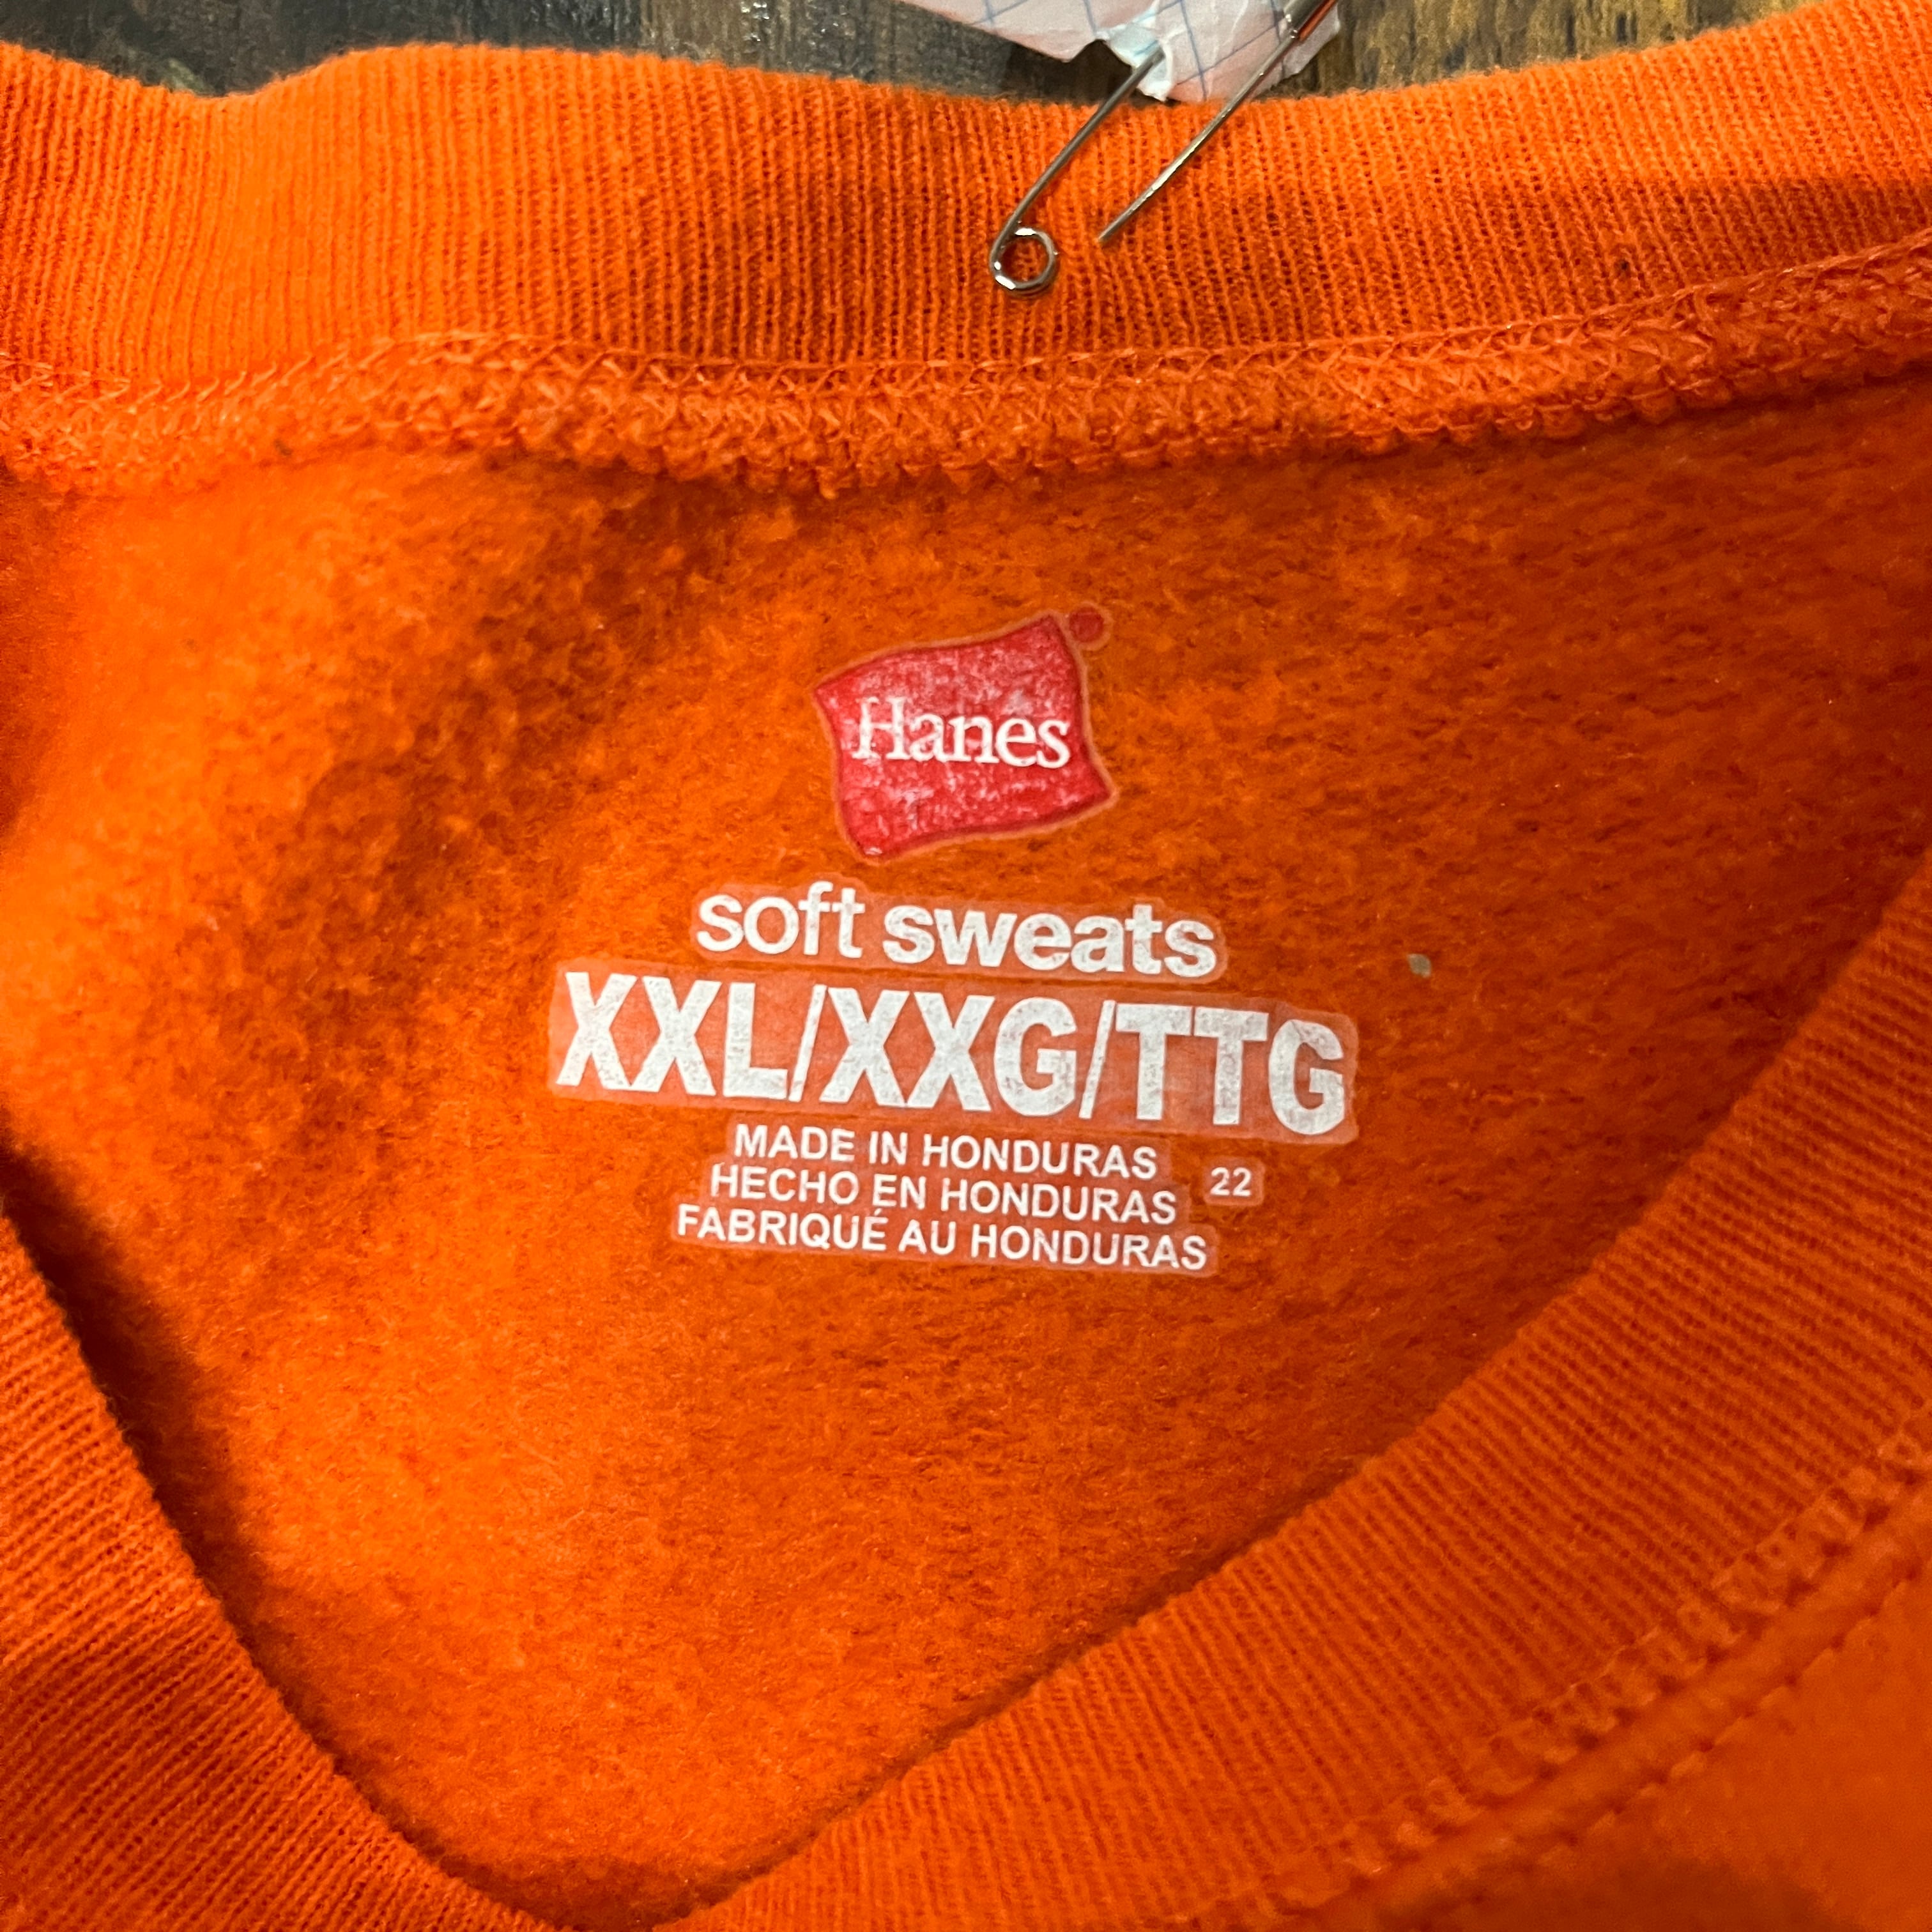 Hanes
soft sweats
XXL/XXG/TTG
MADE IN HONDURAS
HECHO EN HONDURAS 22
FABRIQUÉ AU HONDURAS